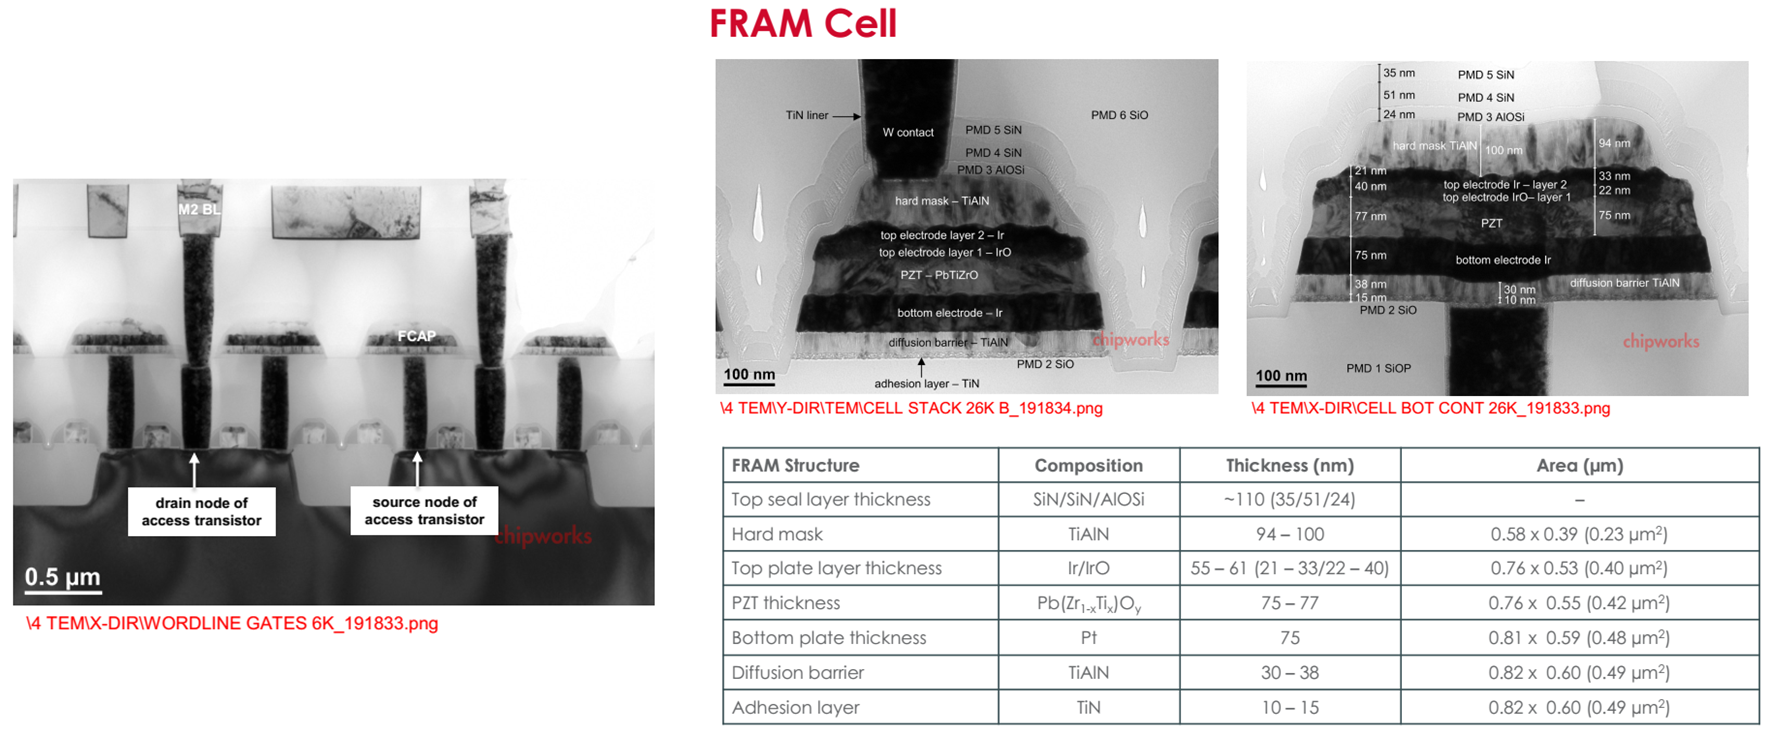 FRAM Cell
M2 BL
FCAP
drain node of
access transistor
source node of
access transistor
chipworks
0.5 µm
\4 TEM\X-DIR\WORDLINE GATES 6K_191833.png
TiN liner
W contact
PMD 6 SiO
PMD 5 SiN
PMD 4 SiN
PMD 3 AlOSi
hard mask – TiAlN
top electrode layer 2 – Ir
top electrode layer 1 – IrO
PZT – PbTiZrO
bottom electrode – Ir
diffusion barrier – TiAlN
chipworks
PMD 2 SiO
100 nm
adhesion layer – TiN
\4 TEM\Y-DIR\TEM\CELL STACK 26K B_191834.png
35 nm PMD 5 SiN
51 nm PMD 4 SiN
24 nm PMD 3 AlOSi
hard mask TiAlN 100 nm 94 nm
21 nm 33 nm
40 nm top electrode Ir – layer 2 22 nm
top electrode IrO– layer 1
77 nm PZT 75 nm
75 nm bottom electrode Ir
38 nm 30 nm diffusion barrier TiAlN
15 nm 10 nm
PMD 2 SiO
chipworks
PMD 1 SiOP
100 nm
\4 TEM\X-DIR\CELL BOT CONT 26K_191833.png
FRAM Structure Composition Thickness (nm) Area (µm)
Top seal layer thickness SiN/SiN/AlOSi ~110 (35/51/24) –
Hard mask TiAlN 94 – 100 0.58 x 0.39 (0.23 µm²)
Top plate layer thickness Ir/IrO 55 – 61 (21 – 33/22 – 40) 0.76 x 0.53 (0.40 µm²)
PZT thickness Pb(Zr₁₋ₓTiₓ)Oᵧ 75 – 77 0.76 x 0.55 (0.42 µm²)
Bottom plate thickness Pt 75 0.81 x 0.59 (0.48 µm²)
Diffusion barrier TiAlN 30 – 38 0.82 x 0.60 (0.49 µm²)
Adhesion layer TiN 10 – 15 0.82 x 0.60 (0.49 µm²)